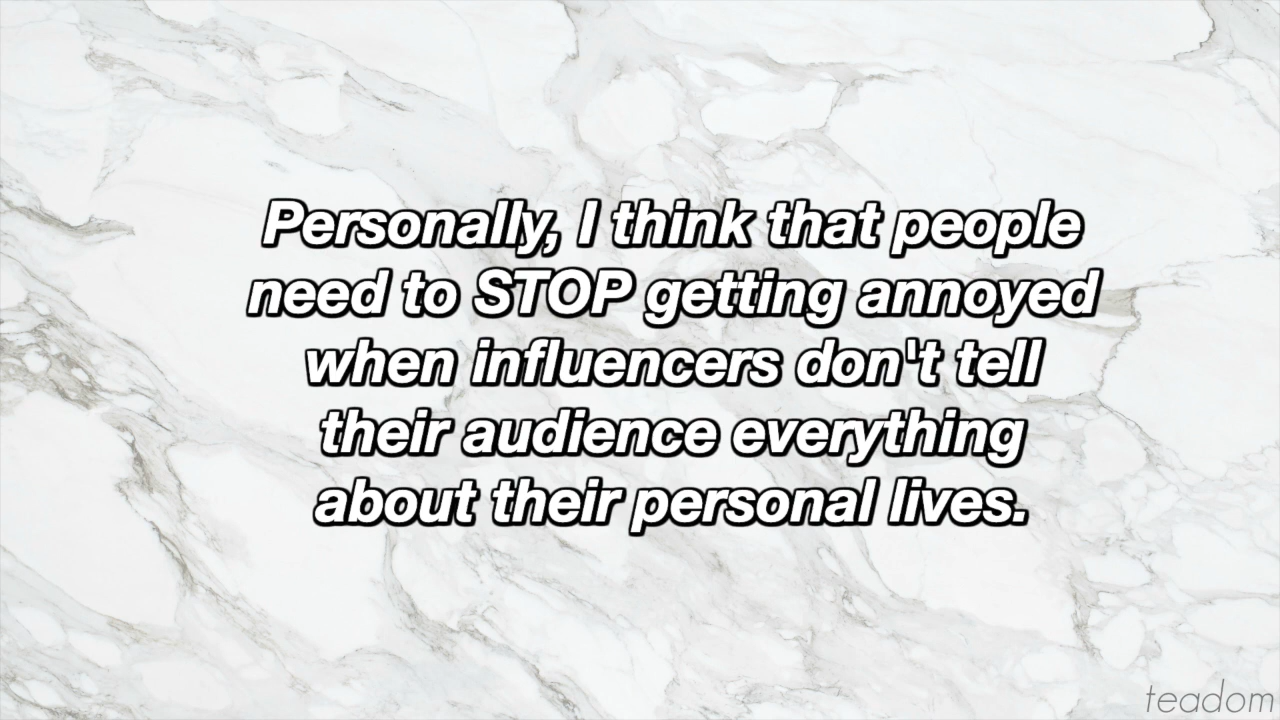 Personally, I think that people
need to STOP getting annoyed
when influencers don't tell
their audience everything
about their personal lives.
teadom